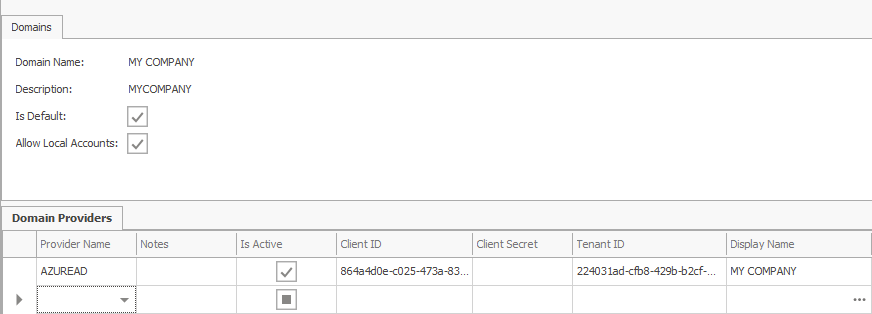 Domains
Domain Name: MY COMPANY
Description: MYCOMPANY
Is Default:
Allow Local Accounts:
Domain Providers
Provider Name Notes Is Active Client ID Client Secret Tenant ID Display Name
AZUREAD 864a4d0e-c025-473a-83... 224031ad-cfb8-429b-b2cf-... MY COMPANY
...